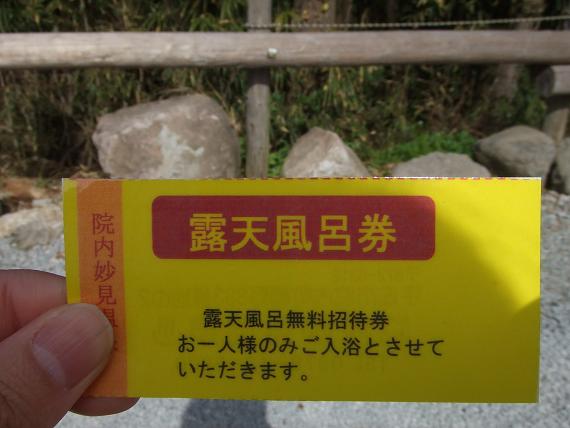 露天風呂券
院内妙見温
露天風呂無料招待券
お一人様のみご入浴とさせて
いただきます。